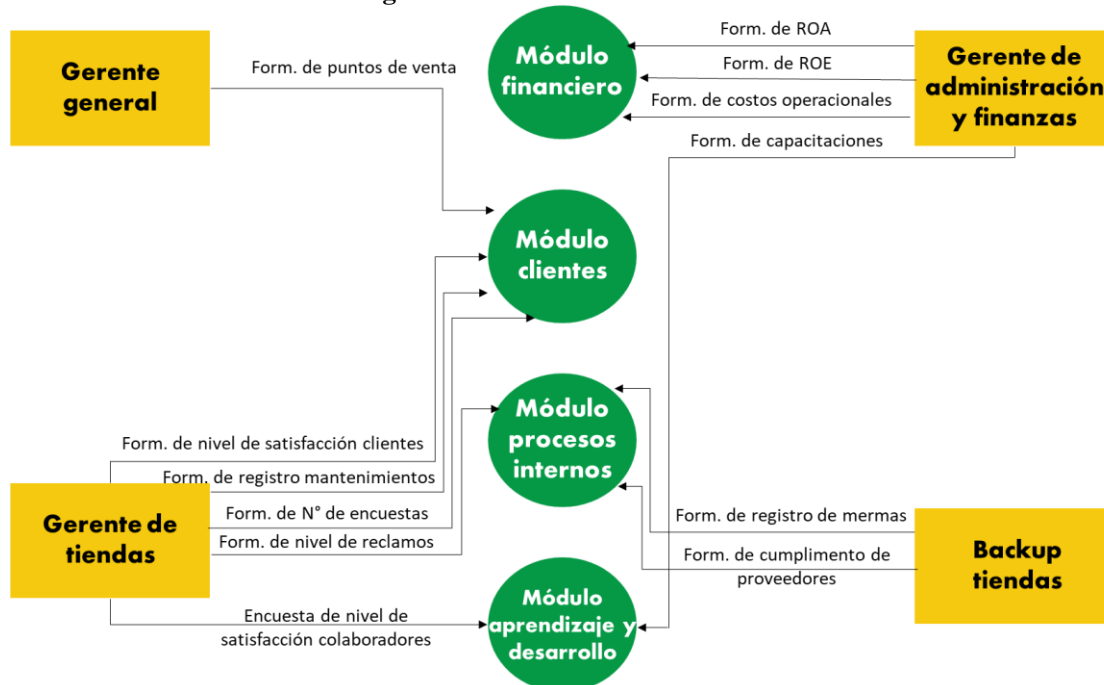 Gerente
general
Form. de puntos de venta
Módulo
financiero
Form. de ROA
Form. de ROE
Form. de costos operacionales
Form. de capacitaciones
Gerente de
administración
y finanzas
Módulo
clientes
Módulo
procesos
internos
Form. de nivel de satisfacción clientes
Form. de registro mantenimientos
Form. de N° de encuestas
Form. de nivel de reclamos
Gerente de
tiendas
Form. de registro de mermas
Form. de cumplimento de
proveedores
Backup
tiendas
Encuesta de nivel de
satisfacción colaboradores
Módulo
aprendizaje y
desarrollo